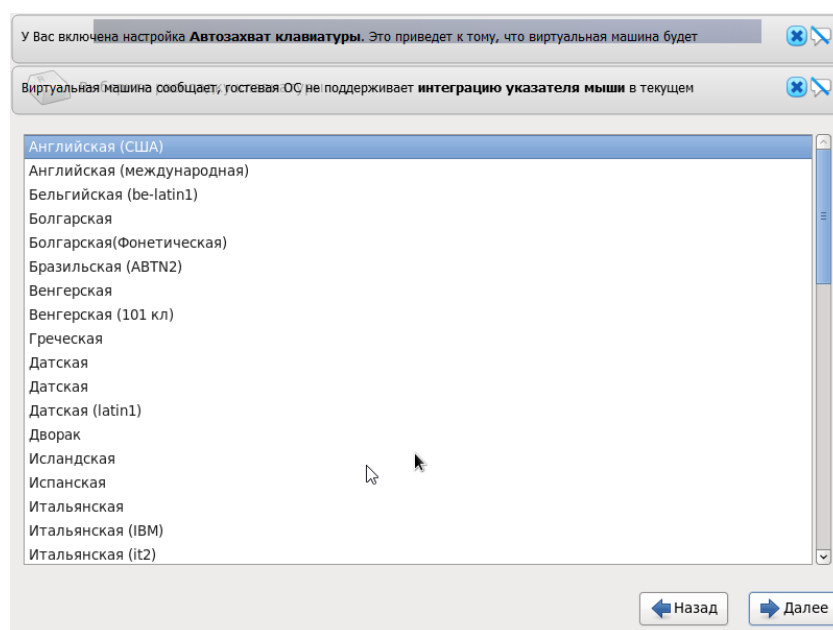 У Вас включена настройка Автозахват клавиатуры. Это приведет к тому, что виртуальная машина будет
Виртуальная машина сообщает, гостевая ОС не поддерживает интеграцию указателя мыши в текущем
Английская (США)
Английская (международная)
Бельгийская (be-latin1)
Болгарская
Болгарская(Фонетическая)
Бразильская (ABTN2)
Венгерская
Венгерская (101 кл)
Греческая
Датская
Датская
Датская (latin1)
Дворак
Исландская
Испанская
Итальянская
Итальянская (IBM)
Итальянская (it2)
Назад
Далее